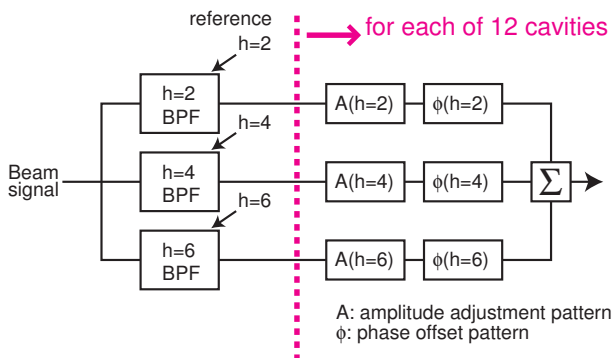 reference
h=2
for each of 12 cavities
h=2
BPF
A(h=2)
ϕ(h=2)
h=4
Beam
signal
h=4
BPF
A(h=4)
ϕ(h=4)
Σ
h=6
h=6
BPF
A(h=6)
ϕ(h=6)
A: amplitude adjustment pattern
ϕ: phase offset pattern